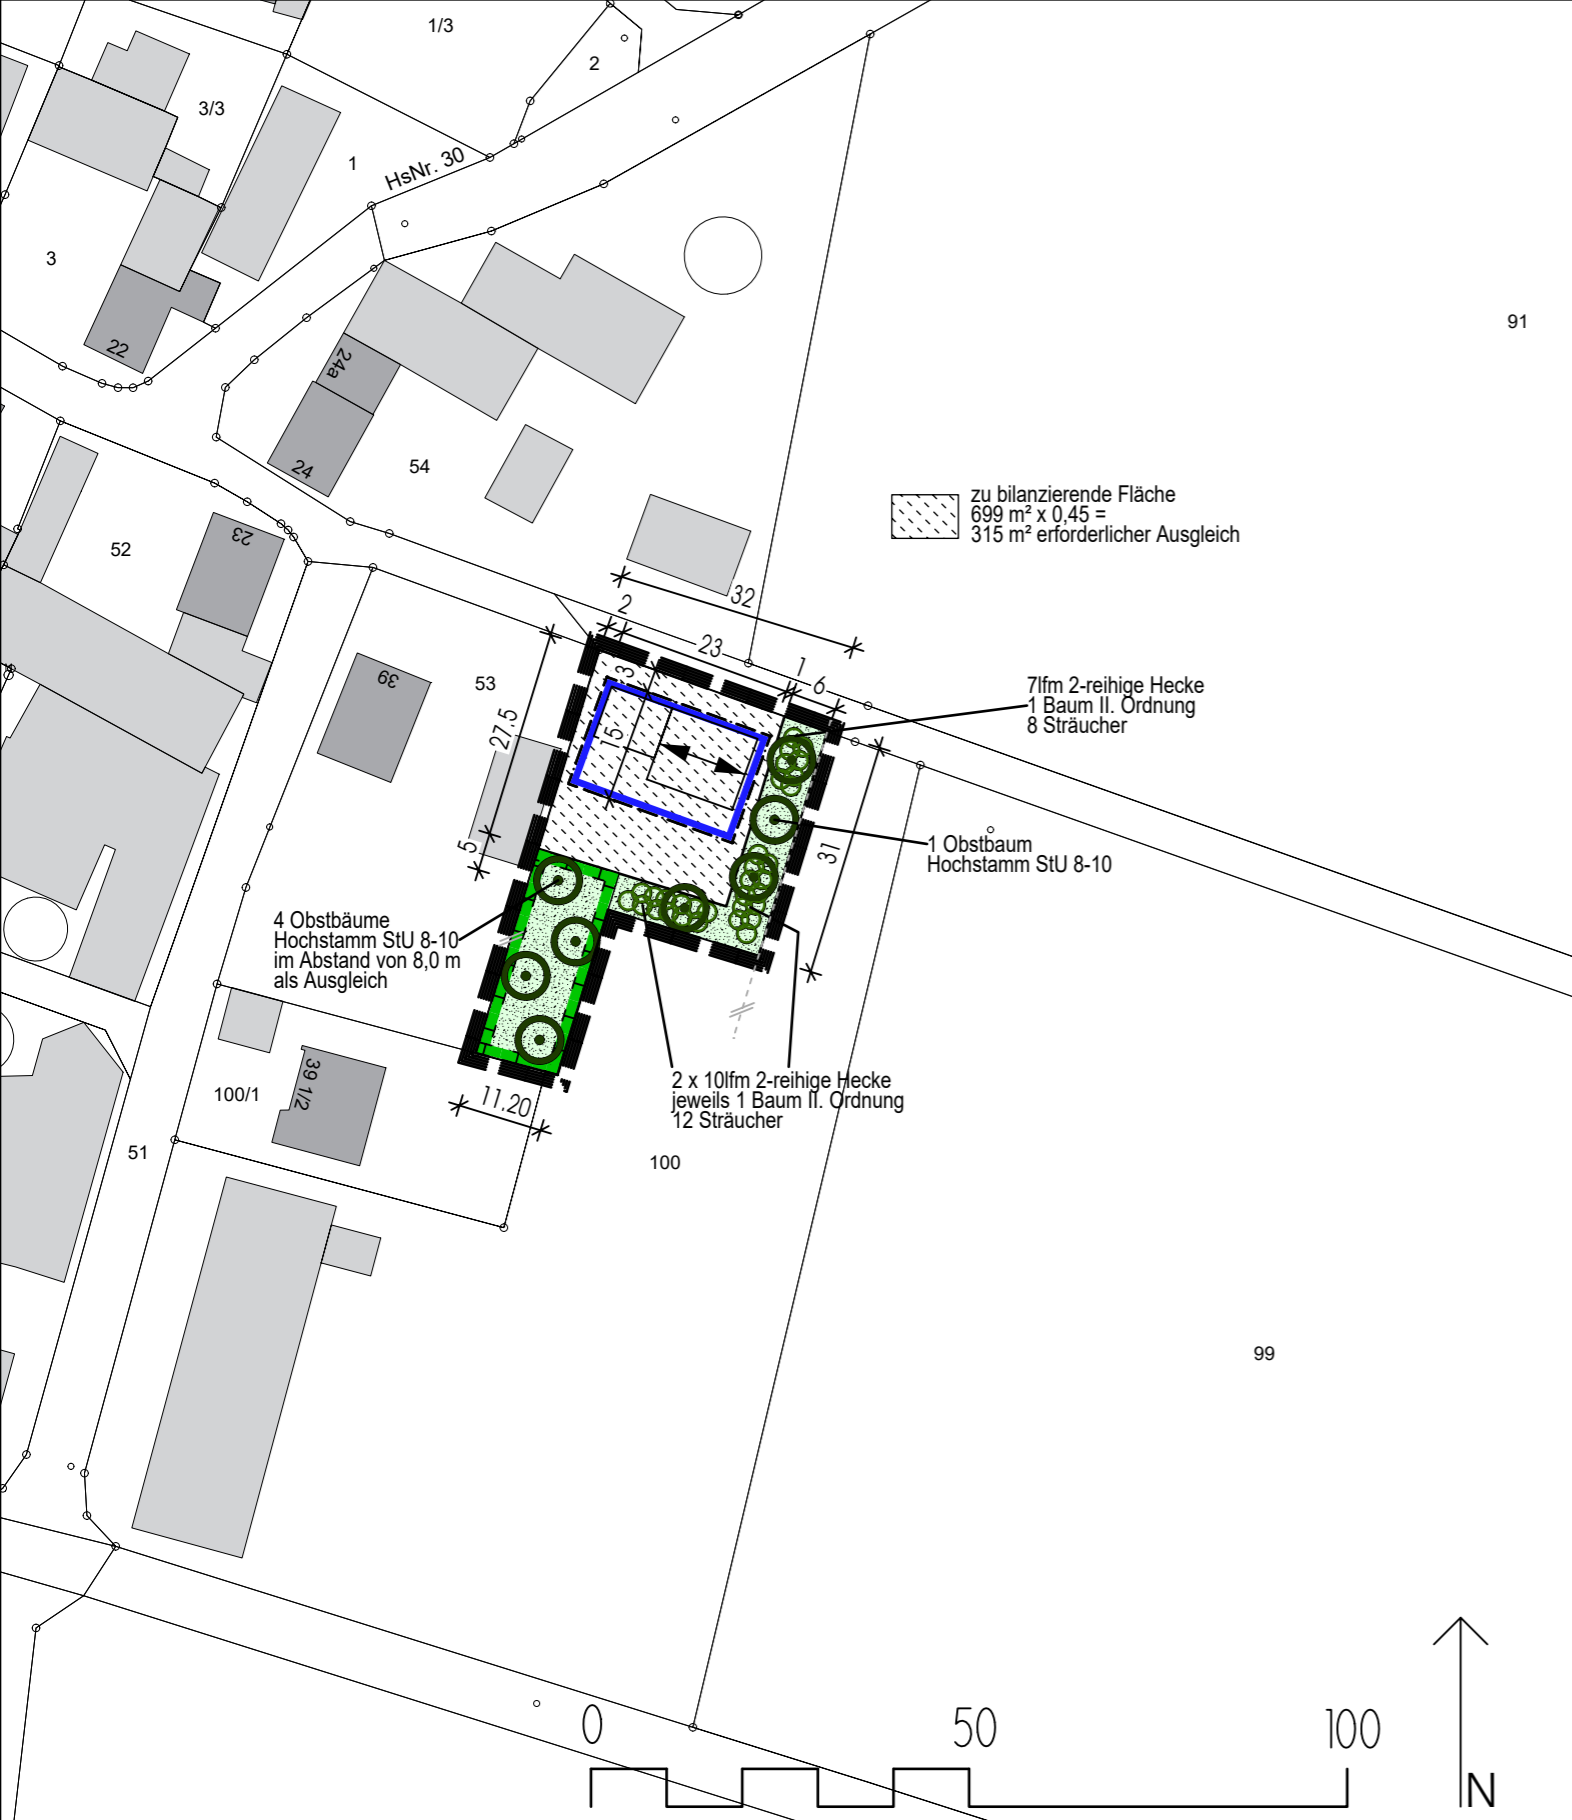 1/3
2
3/3
1
HsNr. 30
3
22
91
24a
24
54
23
52
zu bilanzierende Fläche
699 m² x 0,45 =
315 m² erforderlicher Ausgleich
32
2
23
1
6
3
39
53
27.5
15
7lfm 2-reihige Hecke
1 Baum II. Ordnung
8 Sträucher
31
1 Obstbaum
Hochstamm StU 8-10
5
4 Obstbäume
Hochstamm StU 8-10
im Abstand von 8,0 m
als Ausgleich
2 x 10lfm 2-reihige Hecke
jeweils 1 Baum II. Ordnung
12 Sträucher
11.20
39 1/2
100/1
51
100
99
0
50
100
N